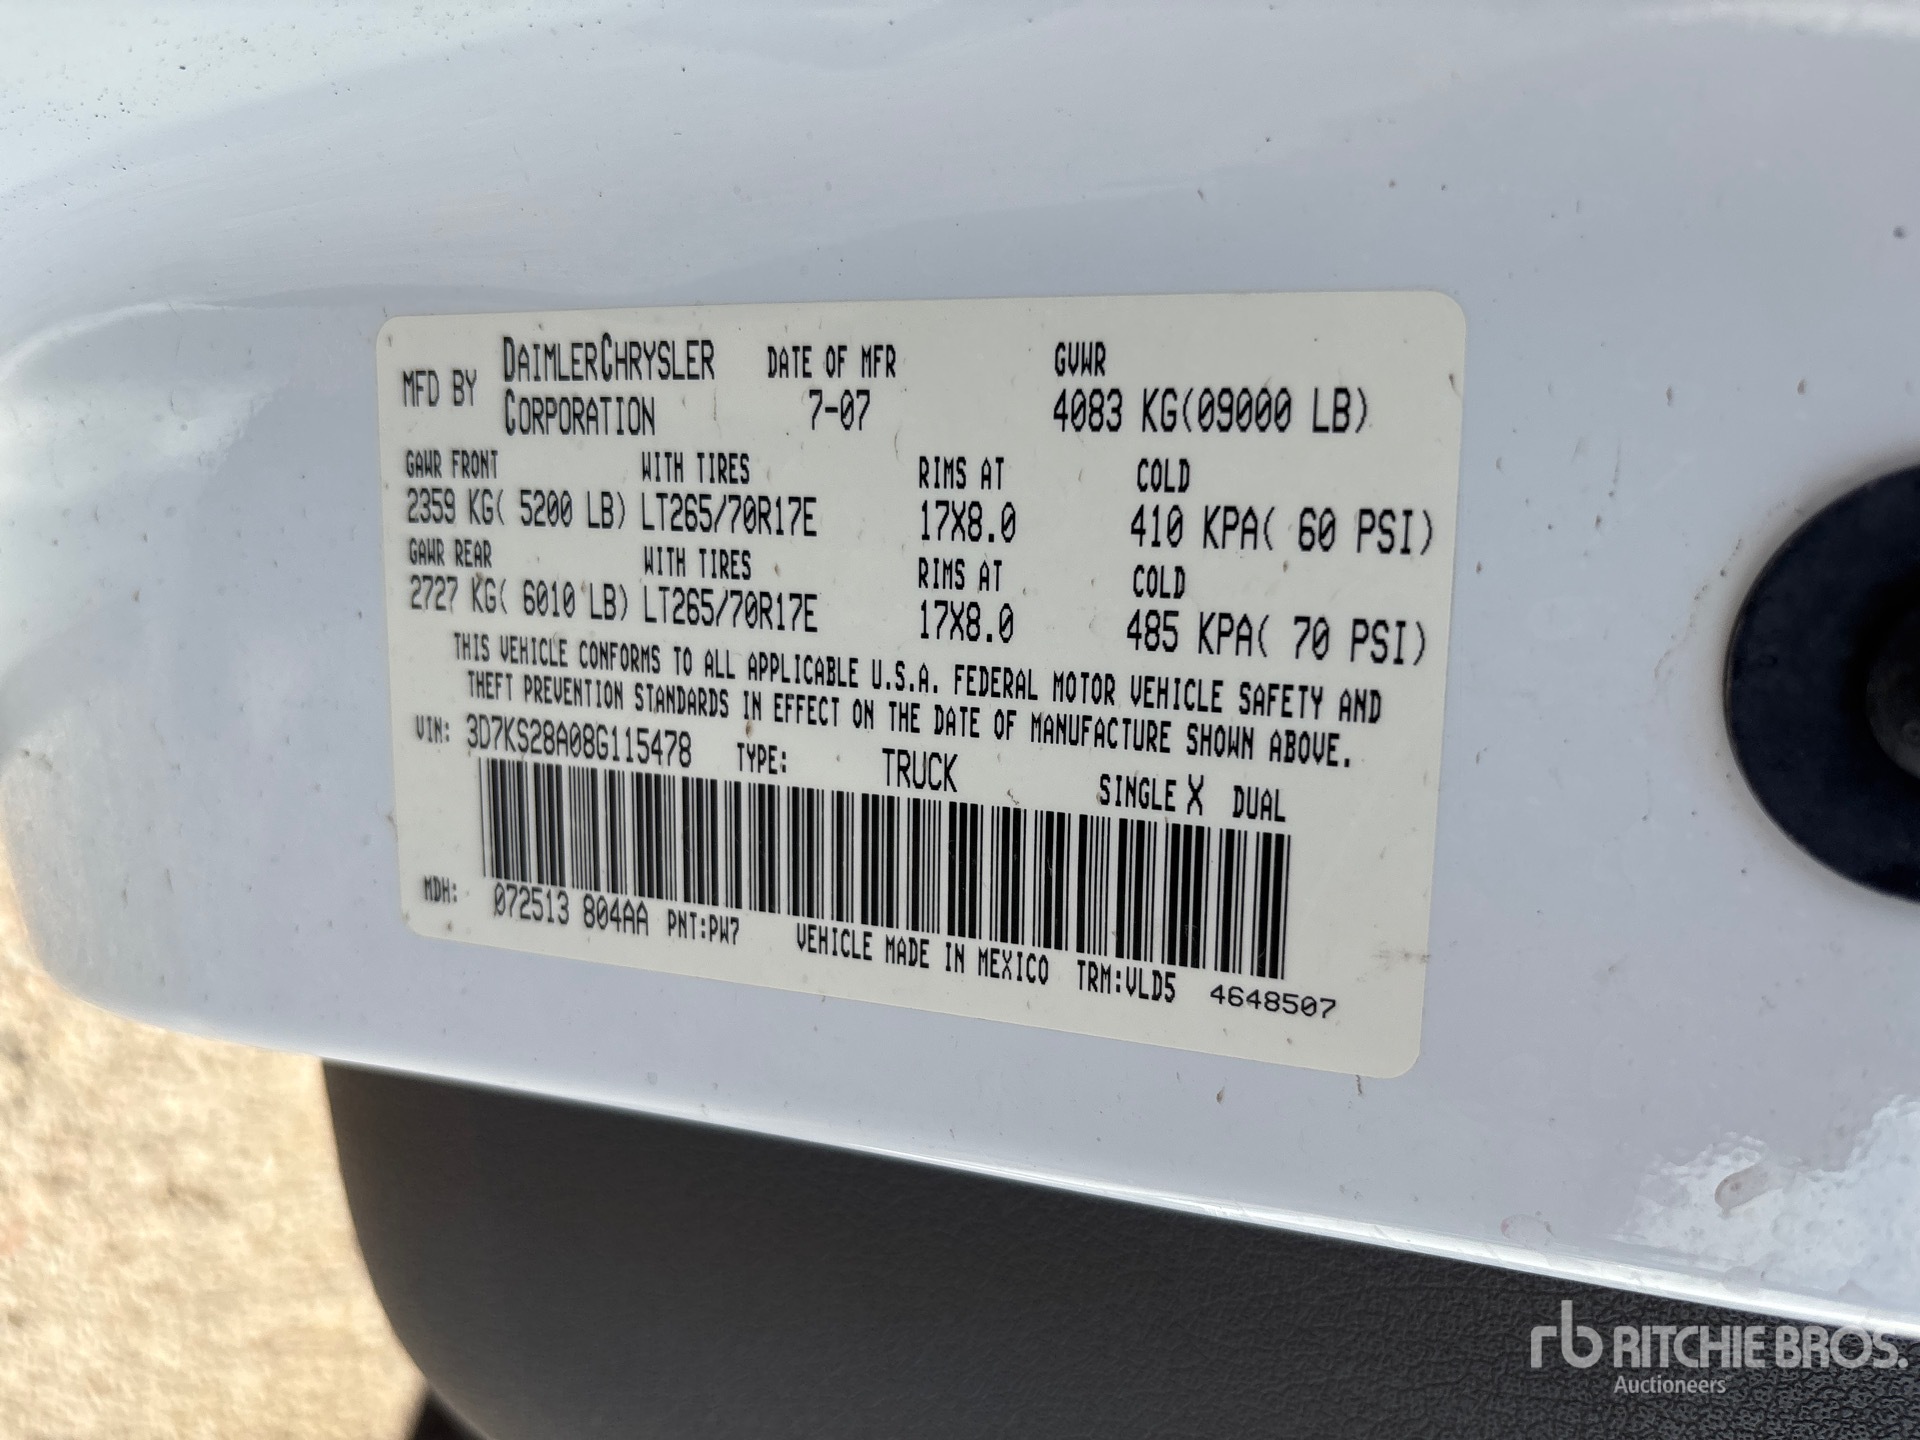 MFD BY DAIMLERCHRYSLER CORPORATION DATE OF MFR 7-07 GVWR 4083 KG(09000 LB)
GAWR FRONT WITH TIRES RIMS AT COLD
2359 KG( 5200 LB) LT265/70R17E 17X8.0 410 KPA( 60 PSI)
GAWR REAR WITH TIRES RIMS AT COLD
2727 KG( 6010 LB) LT265/70R17E 17X8.0 485 KPA( 70 PSI)
THIS VEHICLE CONFORMS TO ALL APPLICABLE U.S.A. FEDERAL MOTOR VEHICLE SAFETY AND
THEFT PREVENTION STANDARDS IN EFFECT ON THE DATE OF MANUFACTURE SHOWN ABOVE.
VIN: 3D7KS28A08G115478 TYPE: TRUCK SINGLE X DUAL
MDH: 072513 804AA PNT:PW7 VEHICLE MADE IN MEXICO TRM:VLD5 4648507
rb RITCHIE BROS.
Auctioneers